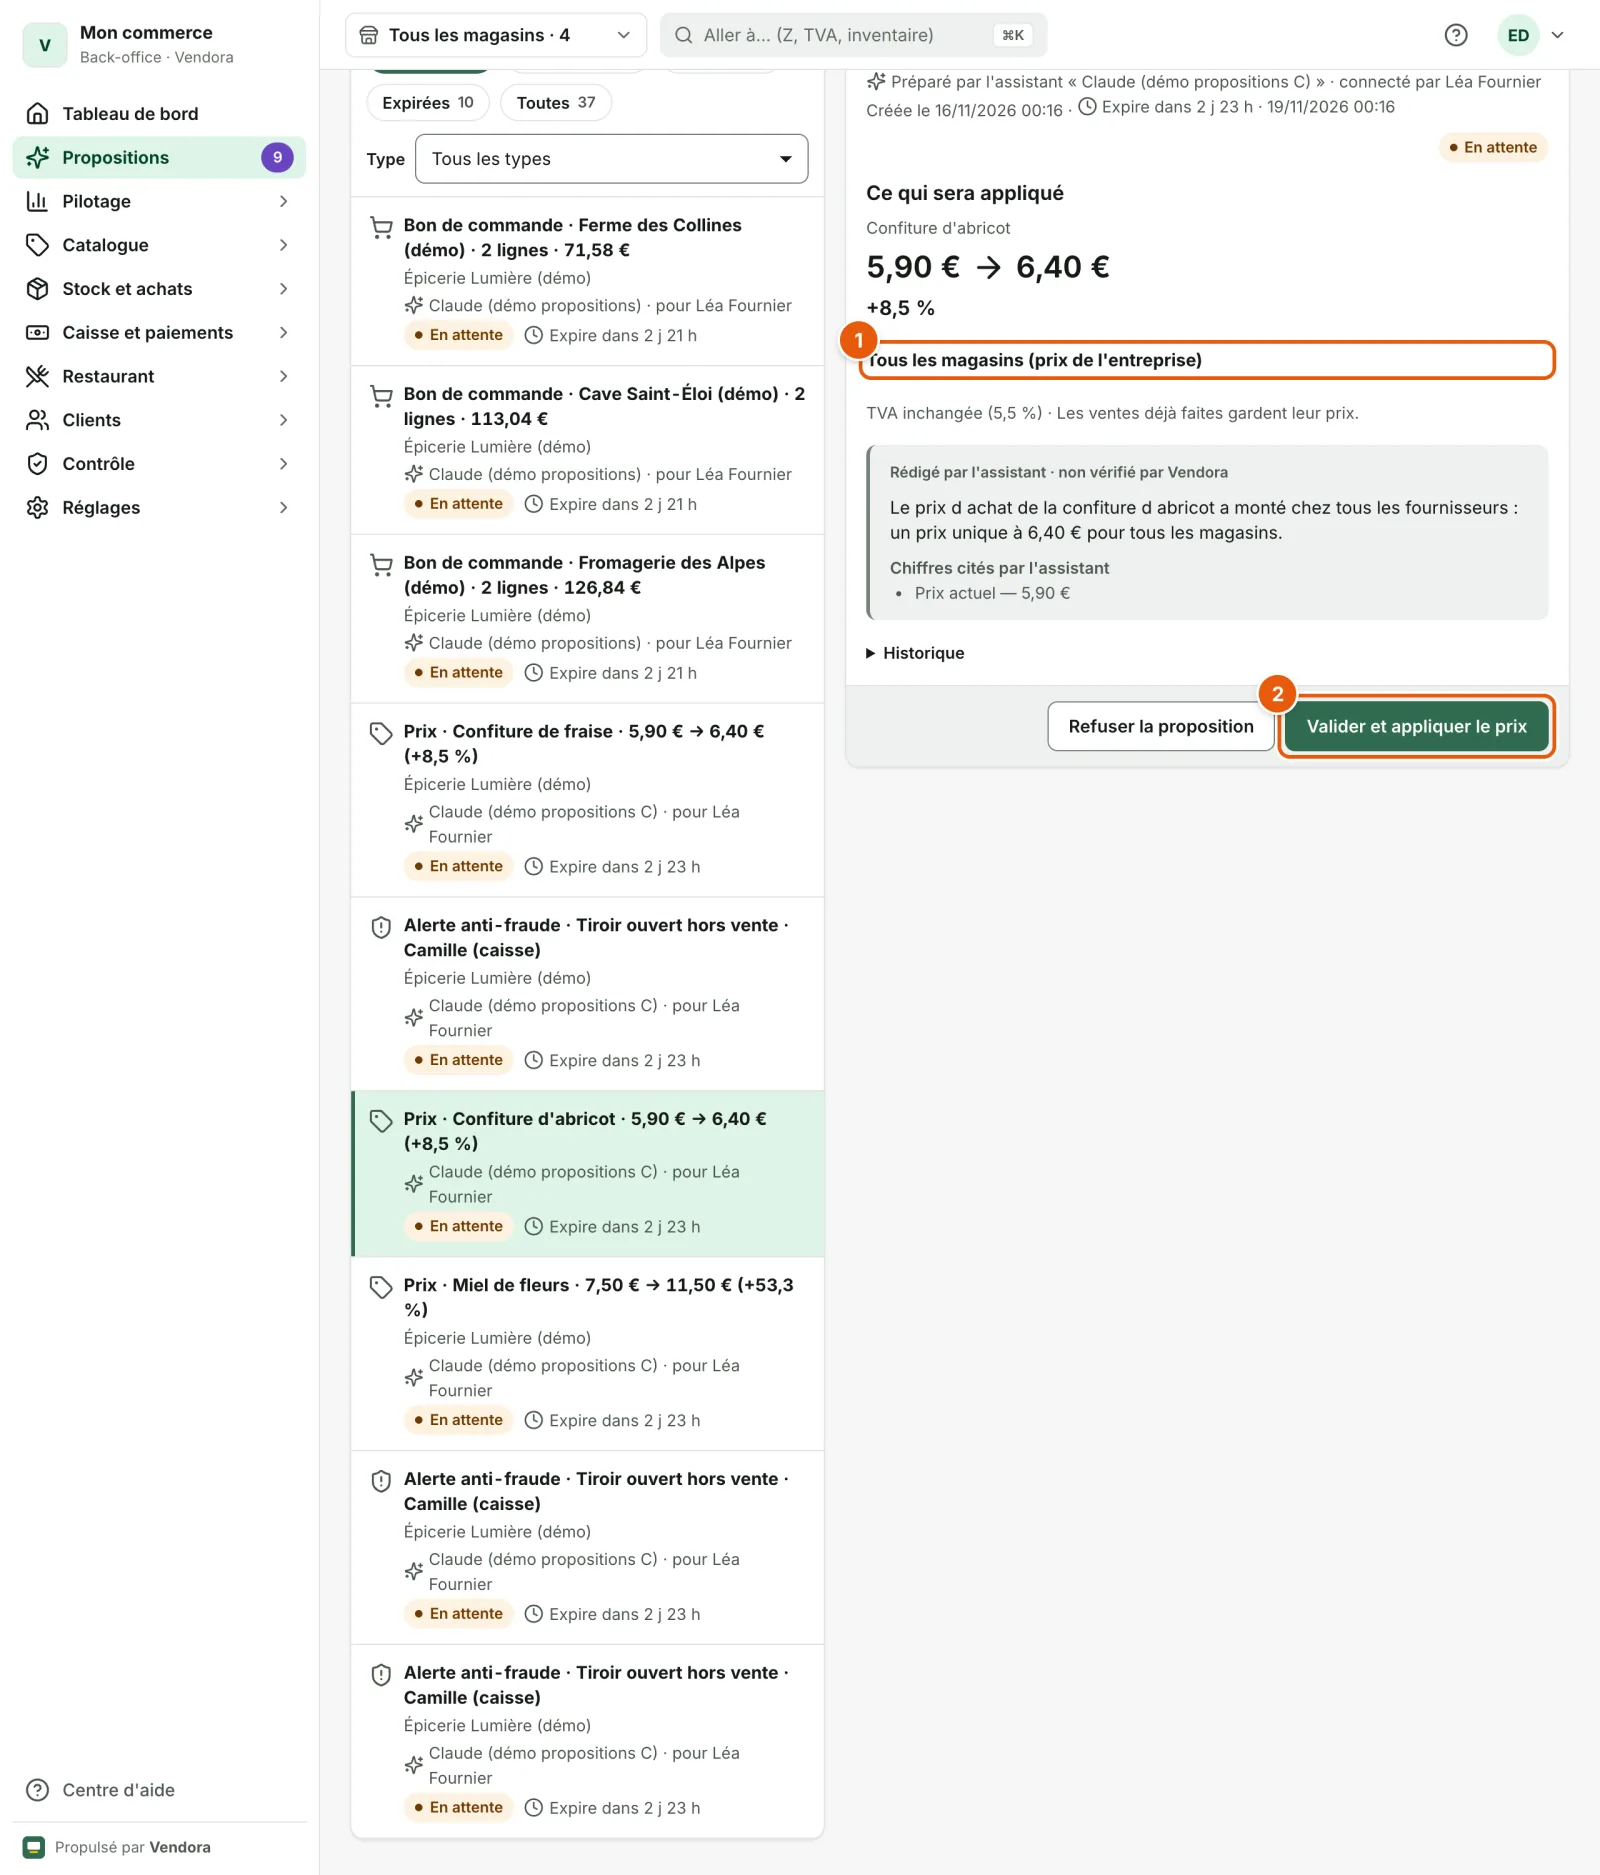 V
Mon commerce
Back-office · Vendora
Tableau de bord
Propositions
9
Pilotage
Catalogue
Stock et achats
Caisse et paiements
Restaurant
Clients
Contrôle
Réglages
Centre d'aide
Propulsé par Vendora
Tous les magasins · 4
Aller à... (Z, TVA, inventaire)
⌘K
ED
Expirées 10
Toutes 37
Type
Tous les types
Bon de commande · Ferme des Collines
(démo) · 2 lignes · 71,58 €
Épicerie Lumière (démo)
Claude (démo propositions) · pour Léa Fournier
En attente
Expire dans 2 j 21 h
Bon de commande · Cave Saint-Éloi (démo) · 2
lignes · 113,04 €
Épicerie Lumière (démo)
Claude (démo propositions) · pour Léa Fournier
En attente
Expire dans 2 j 21 h
Bon de commande · Fromagerie des Alpes
(démo) · 2 lignes · 126,84 €
Épicerie Lumière (démo)
Claude (démo propositions) · pour Léa Fournier
En attente
Expire dans 2 j 21 h
Prix · Confiture de fraise · 5,90 € → 6,40 €
(+8,5 %)
Épicerie Lumière (démo)
Claude (démo propositions C) · pour Léa
Fournier
En attente
Expire dans 2 j 23 h
Alerte anti-fraude · Tiroir ouvert hors vente ·
Camille (caisse)
Épicerie Lumière (démo)
Claude (démo propositions C) · pour Léa
Fournier
En attente
Expire dans 2 j 23 h
Prix · Confiture d'abricot · 5,90 € → 6,40 €
(+8,5 %)
Claude (démo propositions C) · pour Léa
Fournier
En attente
Expire dans 2 j 23 h
Prix · Miel de fleurs · 7,50 € → 11,50 € (+53,3
%)
Épicerie Lumière (démo)
Claude (démo propositions C) · pour Léa
Fournier
En attente
Expire dans 2 j 23 h
Alerte anti-fraude · Tiroir ouvert hors vente ·
Camille (caisse)
Épicerie Lumière (démo)
Claude (démo propositions C) · pour Léa
Fournier
En attente
Expire dans 2 j 23 h
Alerte anti-fraude · Tiroir ouvert hors vente ·
Camille (caisse)
Épicerie Lumière (démo)
Claude (démo propositions C) · pour Léa
Fournier
En attente
Expire dans 2 j 23 h
Préparé par l'assistant « Claude (démo propositions C) » · connecté par Léa Fournier
Créée le 16/11/2026 00:16 · Expire dans 2 j 23 h · 19/11/2026 00:16
En attente
Ce qui sera appliqué
Confiture d'abricot
5,90 € → 6,40 €
+8,5 %
1
Tous les magasins (prix de l'entreprise)
TVA inchangée (5,5 %) · Les ventes déjà faites gardent leur prix.
Rédigé par l'assistant · non vérifié par Vendora
Le prix d achat de la confiture d abricot a monté chez tous les fournisseurs :
un prix unique à 6,40 € pour tous les magasins.
Chiffres cités par l'assistant
• Prix actuel — 5,90 €
Historique
Refuser la proposition
2
Valider et appliquer le prix